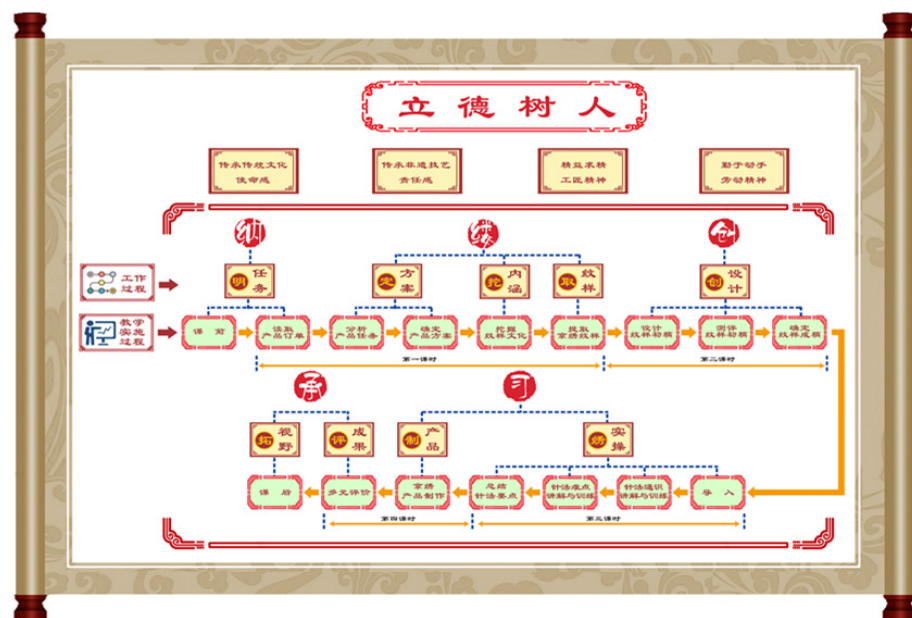 立德树人
传承传统文化
使命感
传承非遗技艺
责任感
精益求精
工匠精神
勤于动手
劳动精神
纳
续
创
工作
过程
明任务
定方案
挖内涵
取纹样
创设计
教学
实施
过程
课前
读取
产品订单
分析
产品任务
确定
产品方案
挖掘
纹样文化
提取
京绣纹样
设计
纹样初稿
测评
纹样初稿
确定
纹样成稿
第一课时
第二课时
承
习
拓视野
评成果
制产品
绣实操
课后
多元评价
京绣
产品制作
总结
针法要点
针法重点
讲解与训练
针法通识
讲解与训练
导入
第四课时
第三课时